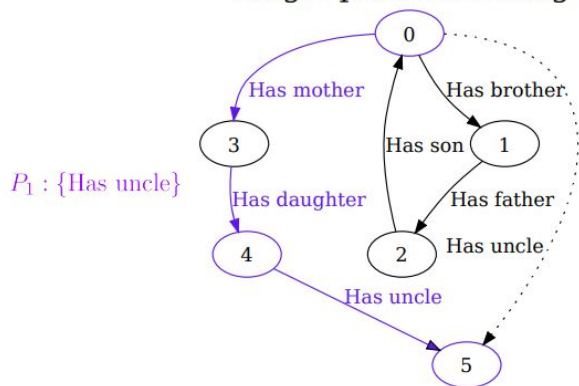 0
Has mother
Has brother
3
Has son
1
P₁ : {Has uncle}
Has daughter
Has father
4
2
Has uncle
Has uncle
5